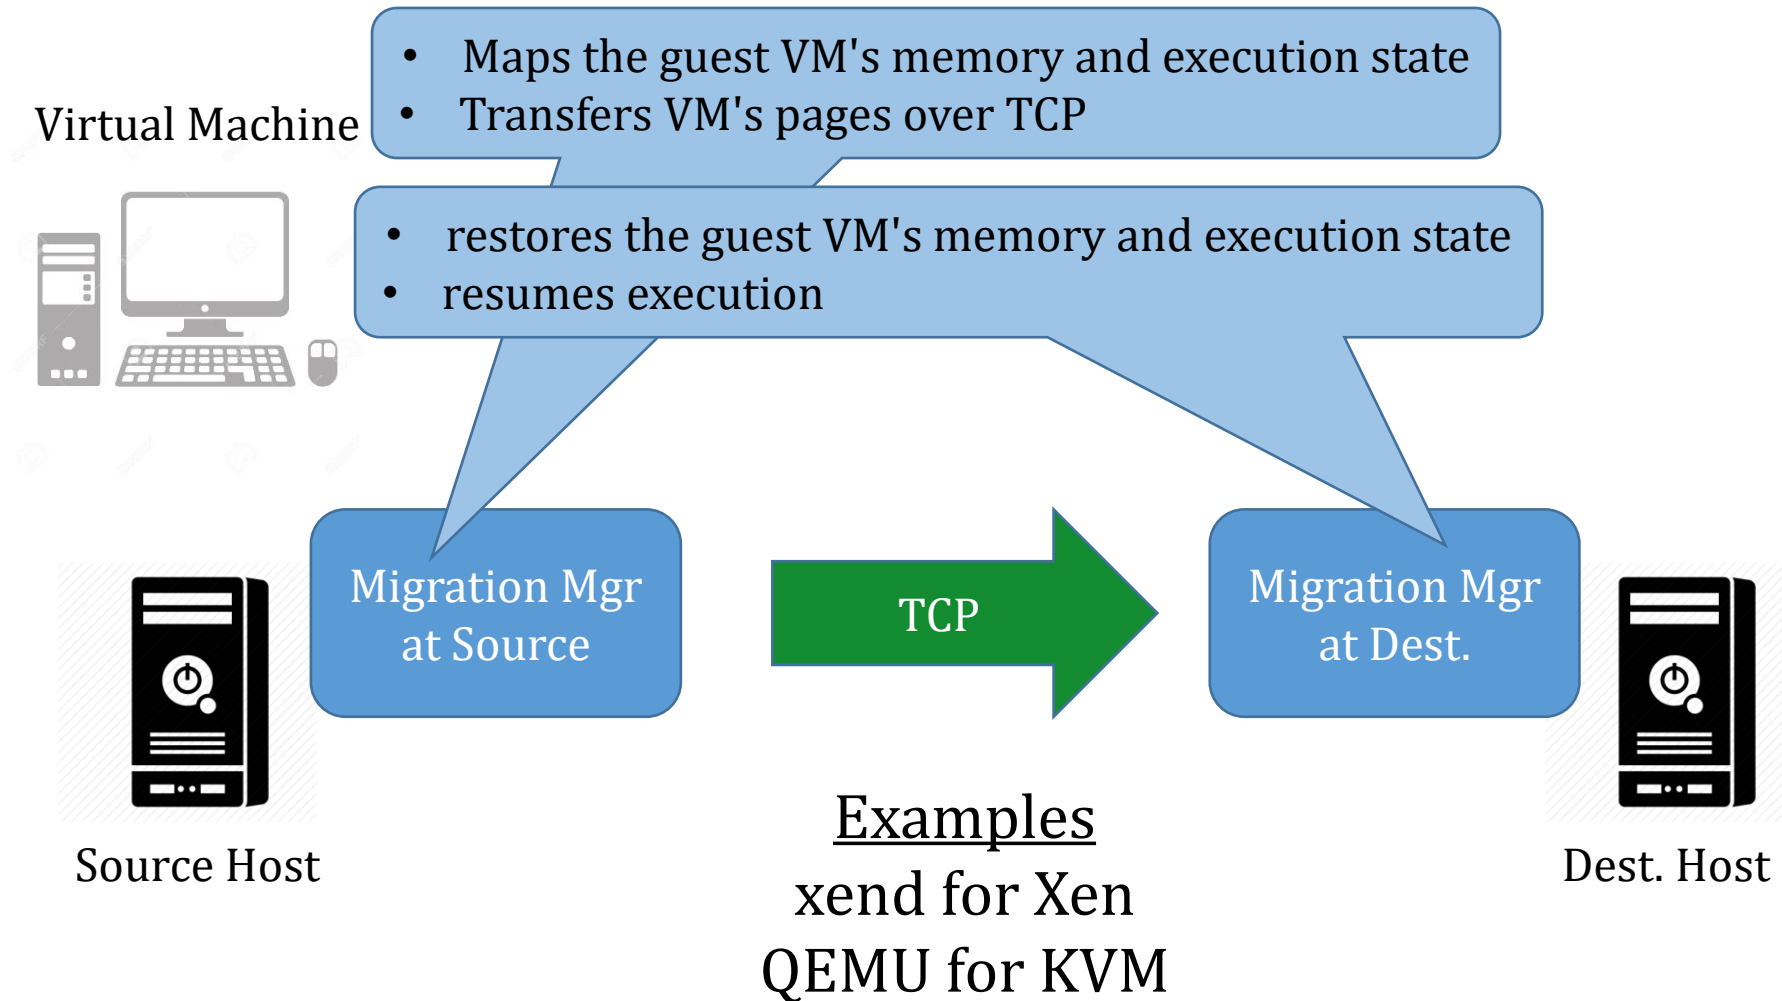 • Maps the guest VM's memory and execution state
• Transfers VM's pages over TCP
Virtual Machine
• restores the guest VM's memory and execution state
• resumes execution
Migration Mgr
at Source
TCP
Migration Mgr
at Dest.
Source Host
Dest. Host
Examples
xend for Xen
QEMU for KVM